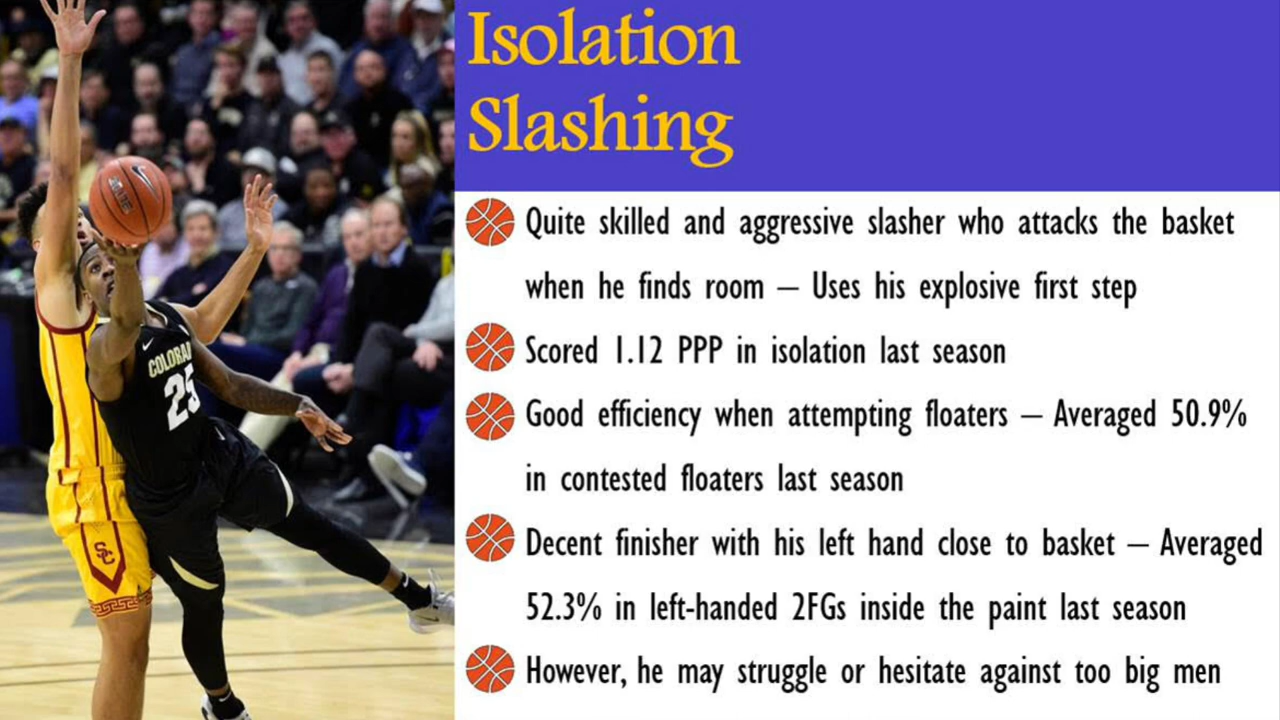 Isolation
Slashing
Quite skilled and aggressive slasher who attacks the basket
when he finds room – Uses his explosive first step
Scored 1.12 PPP in isolation last season
Good efficiency when attempting floaters – Averaged 50.9%
in contested floaters last season
Decent finisher with his left hand close to basket – Averaged
52.3% in left-handed 2FGs inside the paint last season
However, he may struggle or hesitate against too big men
COLORA
25
SC